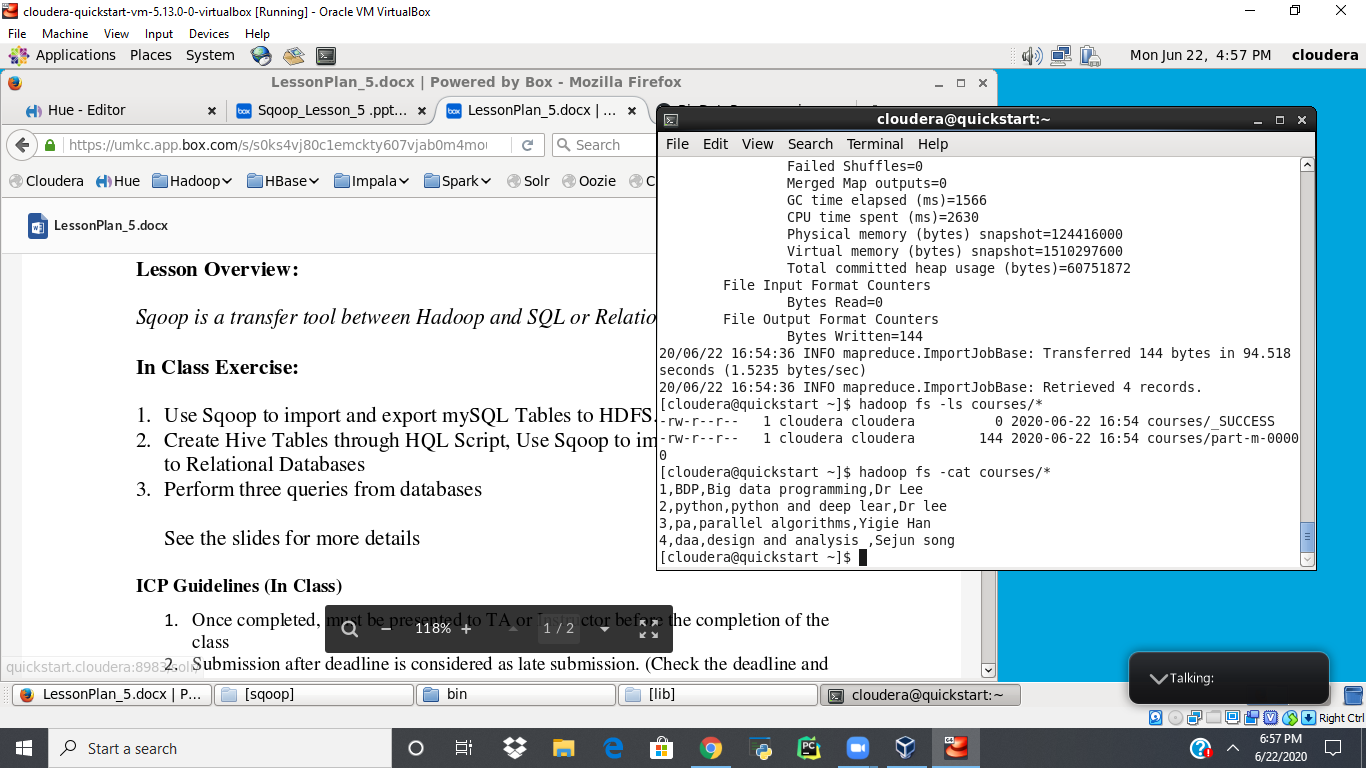 cloudera-quickstart-vm-5.13.0-0-virtualbox [Running] - Oracle VM VirtualBox
File Machine View Input Devices Help
Applications Places System Mon Jun 22, 4:57 PM cloudera
LessonPlan_5.docx | Powered by Box - Mozilla Firefox
Hue - Editor
Sqoop_Lesson_5 .ppt...
LessonPlan_5.docx | ...
https://umkc.app.box.com/s/s0ks4vj80c1emckty607vjab0m4mou
Search
Cloudera Hue Hadoop HBase Impala Spark Solr Oozie
LessonPlan_5.docx
Lesson Overview:
Sqoop is a transfer tool between Hadoop and SQL or Relatio
In Class Exercise:
1. Use Sqoop to import and export mySQL Tables to HDFS.
2. Create Hive Tables through HQL Script, Use Sqoop to im
to Relational Databases
3. Perform three queries from databases
See the slides for more details
ICP Guidelines (In Class)
1. Once completed, must be presented to TA or Instructor before the completion of the
class
2. Submission after deadline is considered as late submission. (Check the deadline and
118%
1 / 2
cloudera@quickstart:~
File Edit View Search Terminal Help
Failed Shuffles=0
Merged Map outputs=0
GC time elapsed (ms)=1566
CPU time spent (ms)=2630
Physical memory (bytes) snapshot=124416000
Virtual memory (bytes) snapshot=1510297600
Total committed heap usage (bytes)=60751872
File Input Format Counters
Bytes Read=0
File Output Format Counters
Bytes Written=144
20/06/22 16:54:36 INFO mapreduce.ImportJobBase: Transferred 144 bytes in 94.518
seconds (1.5235 bytes/sec)
20/06/22 16:54:36 INFO mapreduce.ImportJobBase: Retrieved 4 records.
[cloudera@quickstart ~]$ hadoop fs -ls courses/*
-rw-r--r-- 1 cloudera cloudera 0 2020-06-22 16:54 courses/_SUCCESS
-rw-r--r-- 1 cloudera cloudera 144 2020-06-22 16:54 courses/part-m-0000
0
[cloudera@quickstart ~]$ hadoop fs -cat courses/*
1,BDP,Big data programming,Dr Lee
2,python,python and deep lear,Dr lee
3,pa,parallel algorithms,Yigie Han
4,daa,design and analysis ,Sejun song
[cloudera@quickstart ~]$
Talking:
LessonPlan_5.docx | P...
[sqoop]
bin
[lib]
cloudera@quickstart:~
Right Ctrl
Start a search
6:57 PM
6/22/2020